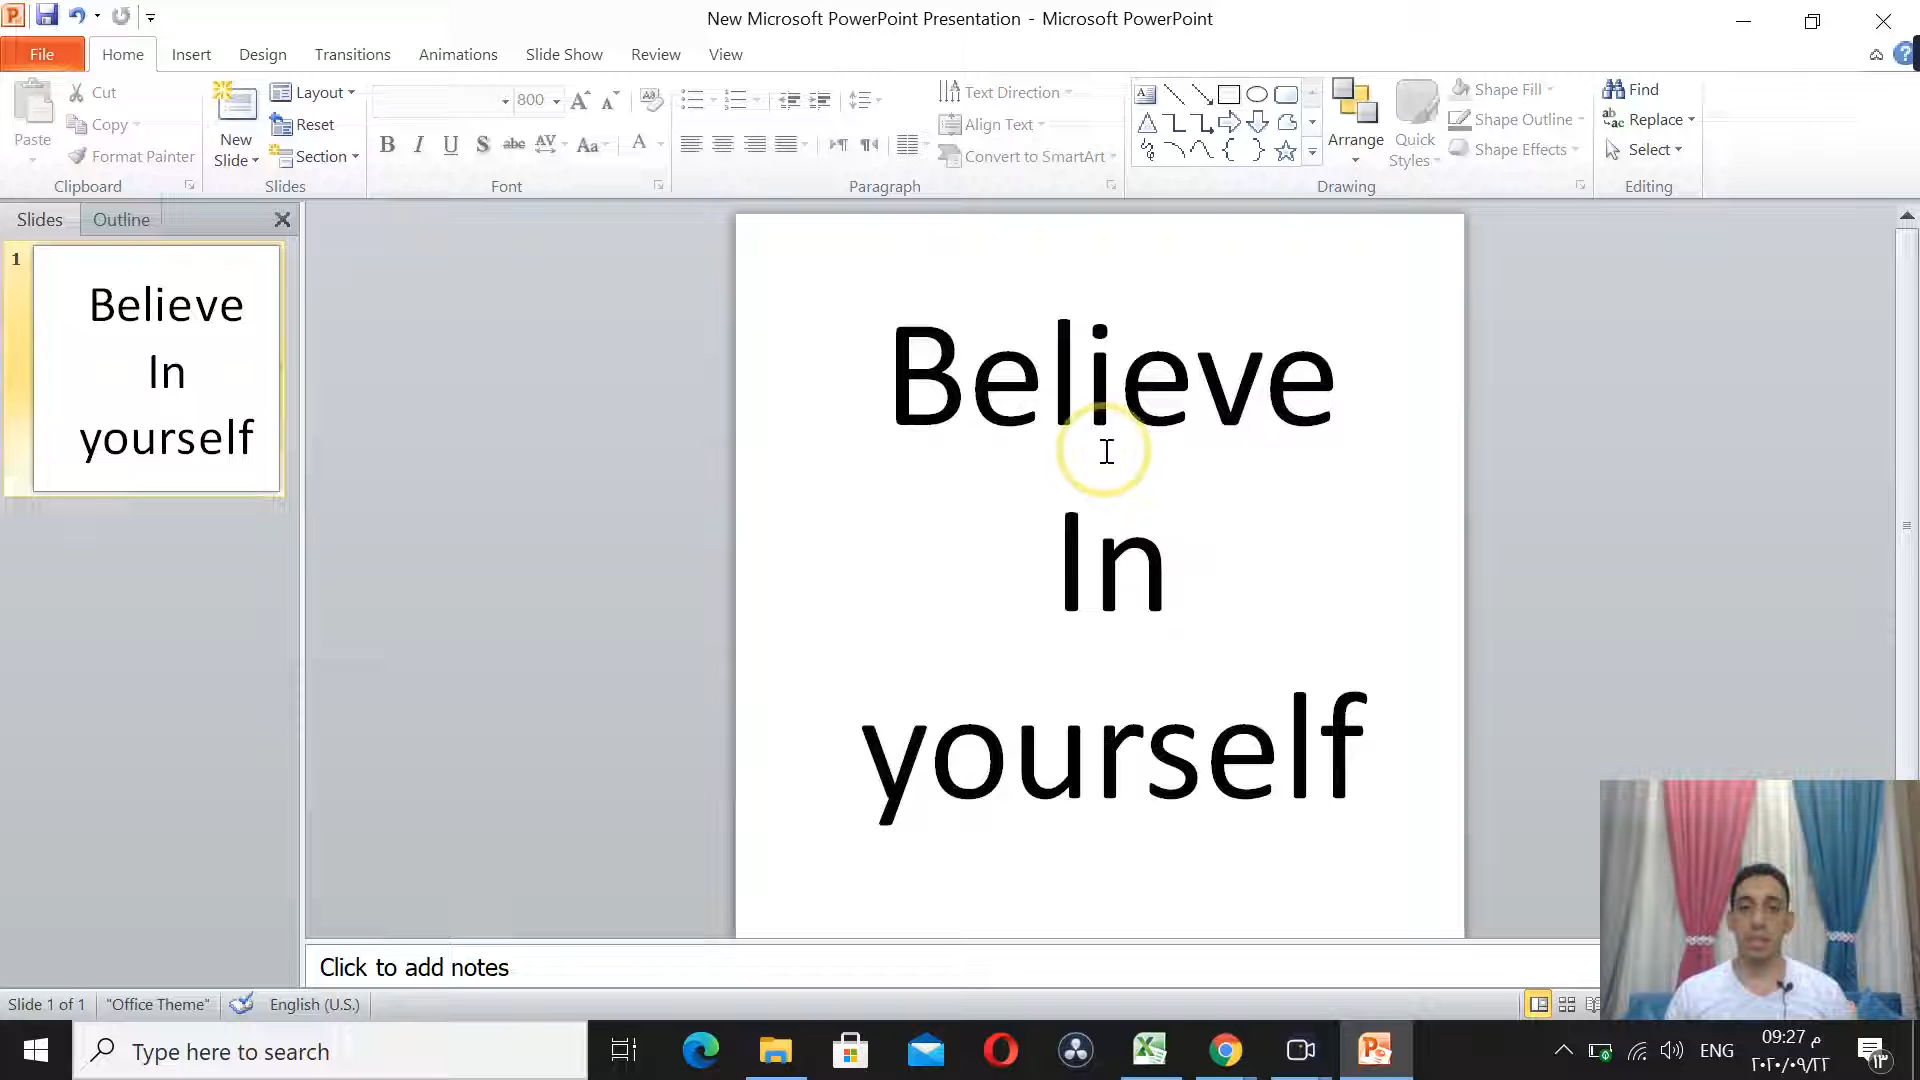 New Microsoft PowerPoint Presentation - Microsoft PowerPoint
File Home Insert Design Transitions Animations Slide Show Review View
Paste
Cut
Copy
Format Painter
Clipboard
New
Slide
Layout
Reset
Section
Slides
800
B I U S abc AV Aa A
Font
Text Direction
Align Text
Convert to SmartArt
Paragraph
Arrange
Quick
Styles
Shape Fill
Shape Outline
Shape Effects
Drawing
Find
Replace
Select
Editing
Slides Outline
1
Believe
In
yourself
Believe
In
yourself
Click to add notes
Slide 1 of 1 "Office Theme" English (U.S.)
Type here to search
ENG
09:27 م
٢٠٢٠/٠٩/٢٢
١٣